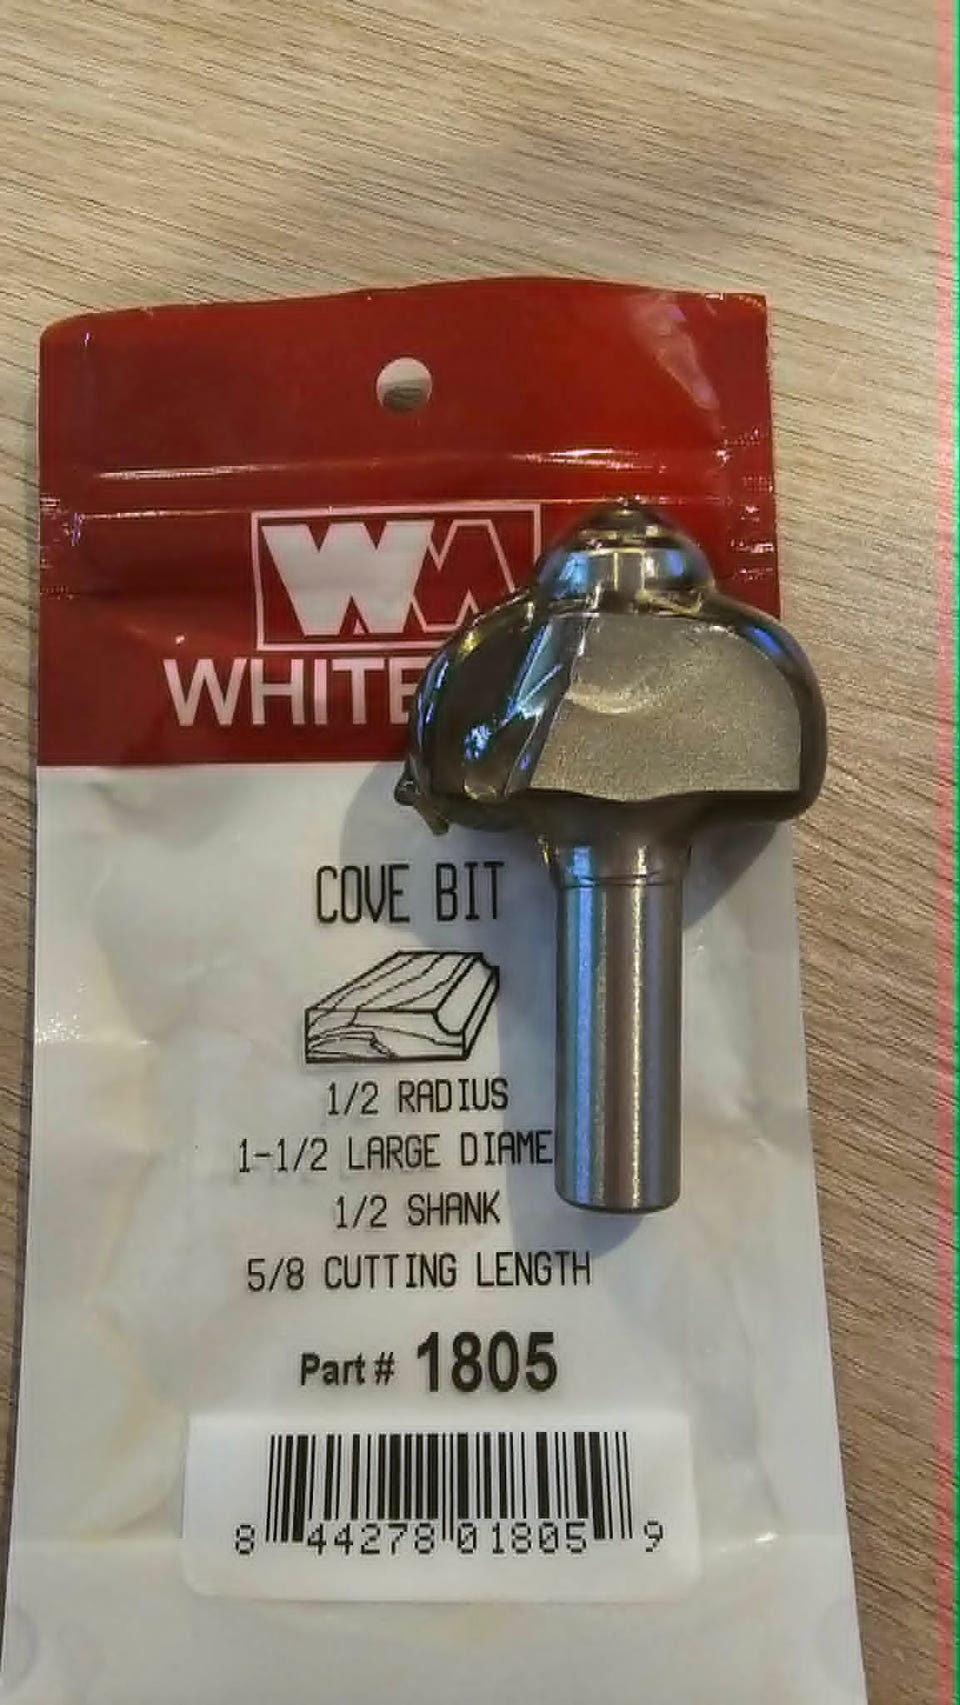 WHITE
COVE BIT
1/2 RADIUS
1-1/2 LARGE DIAME
1/2 SHANK
5/8 CUTTING LENGTH
Part # 1805
8 44278 01805 9